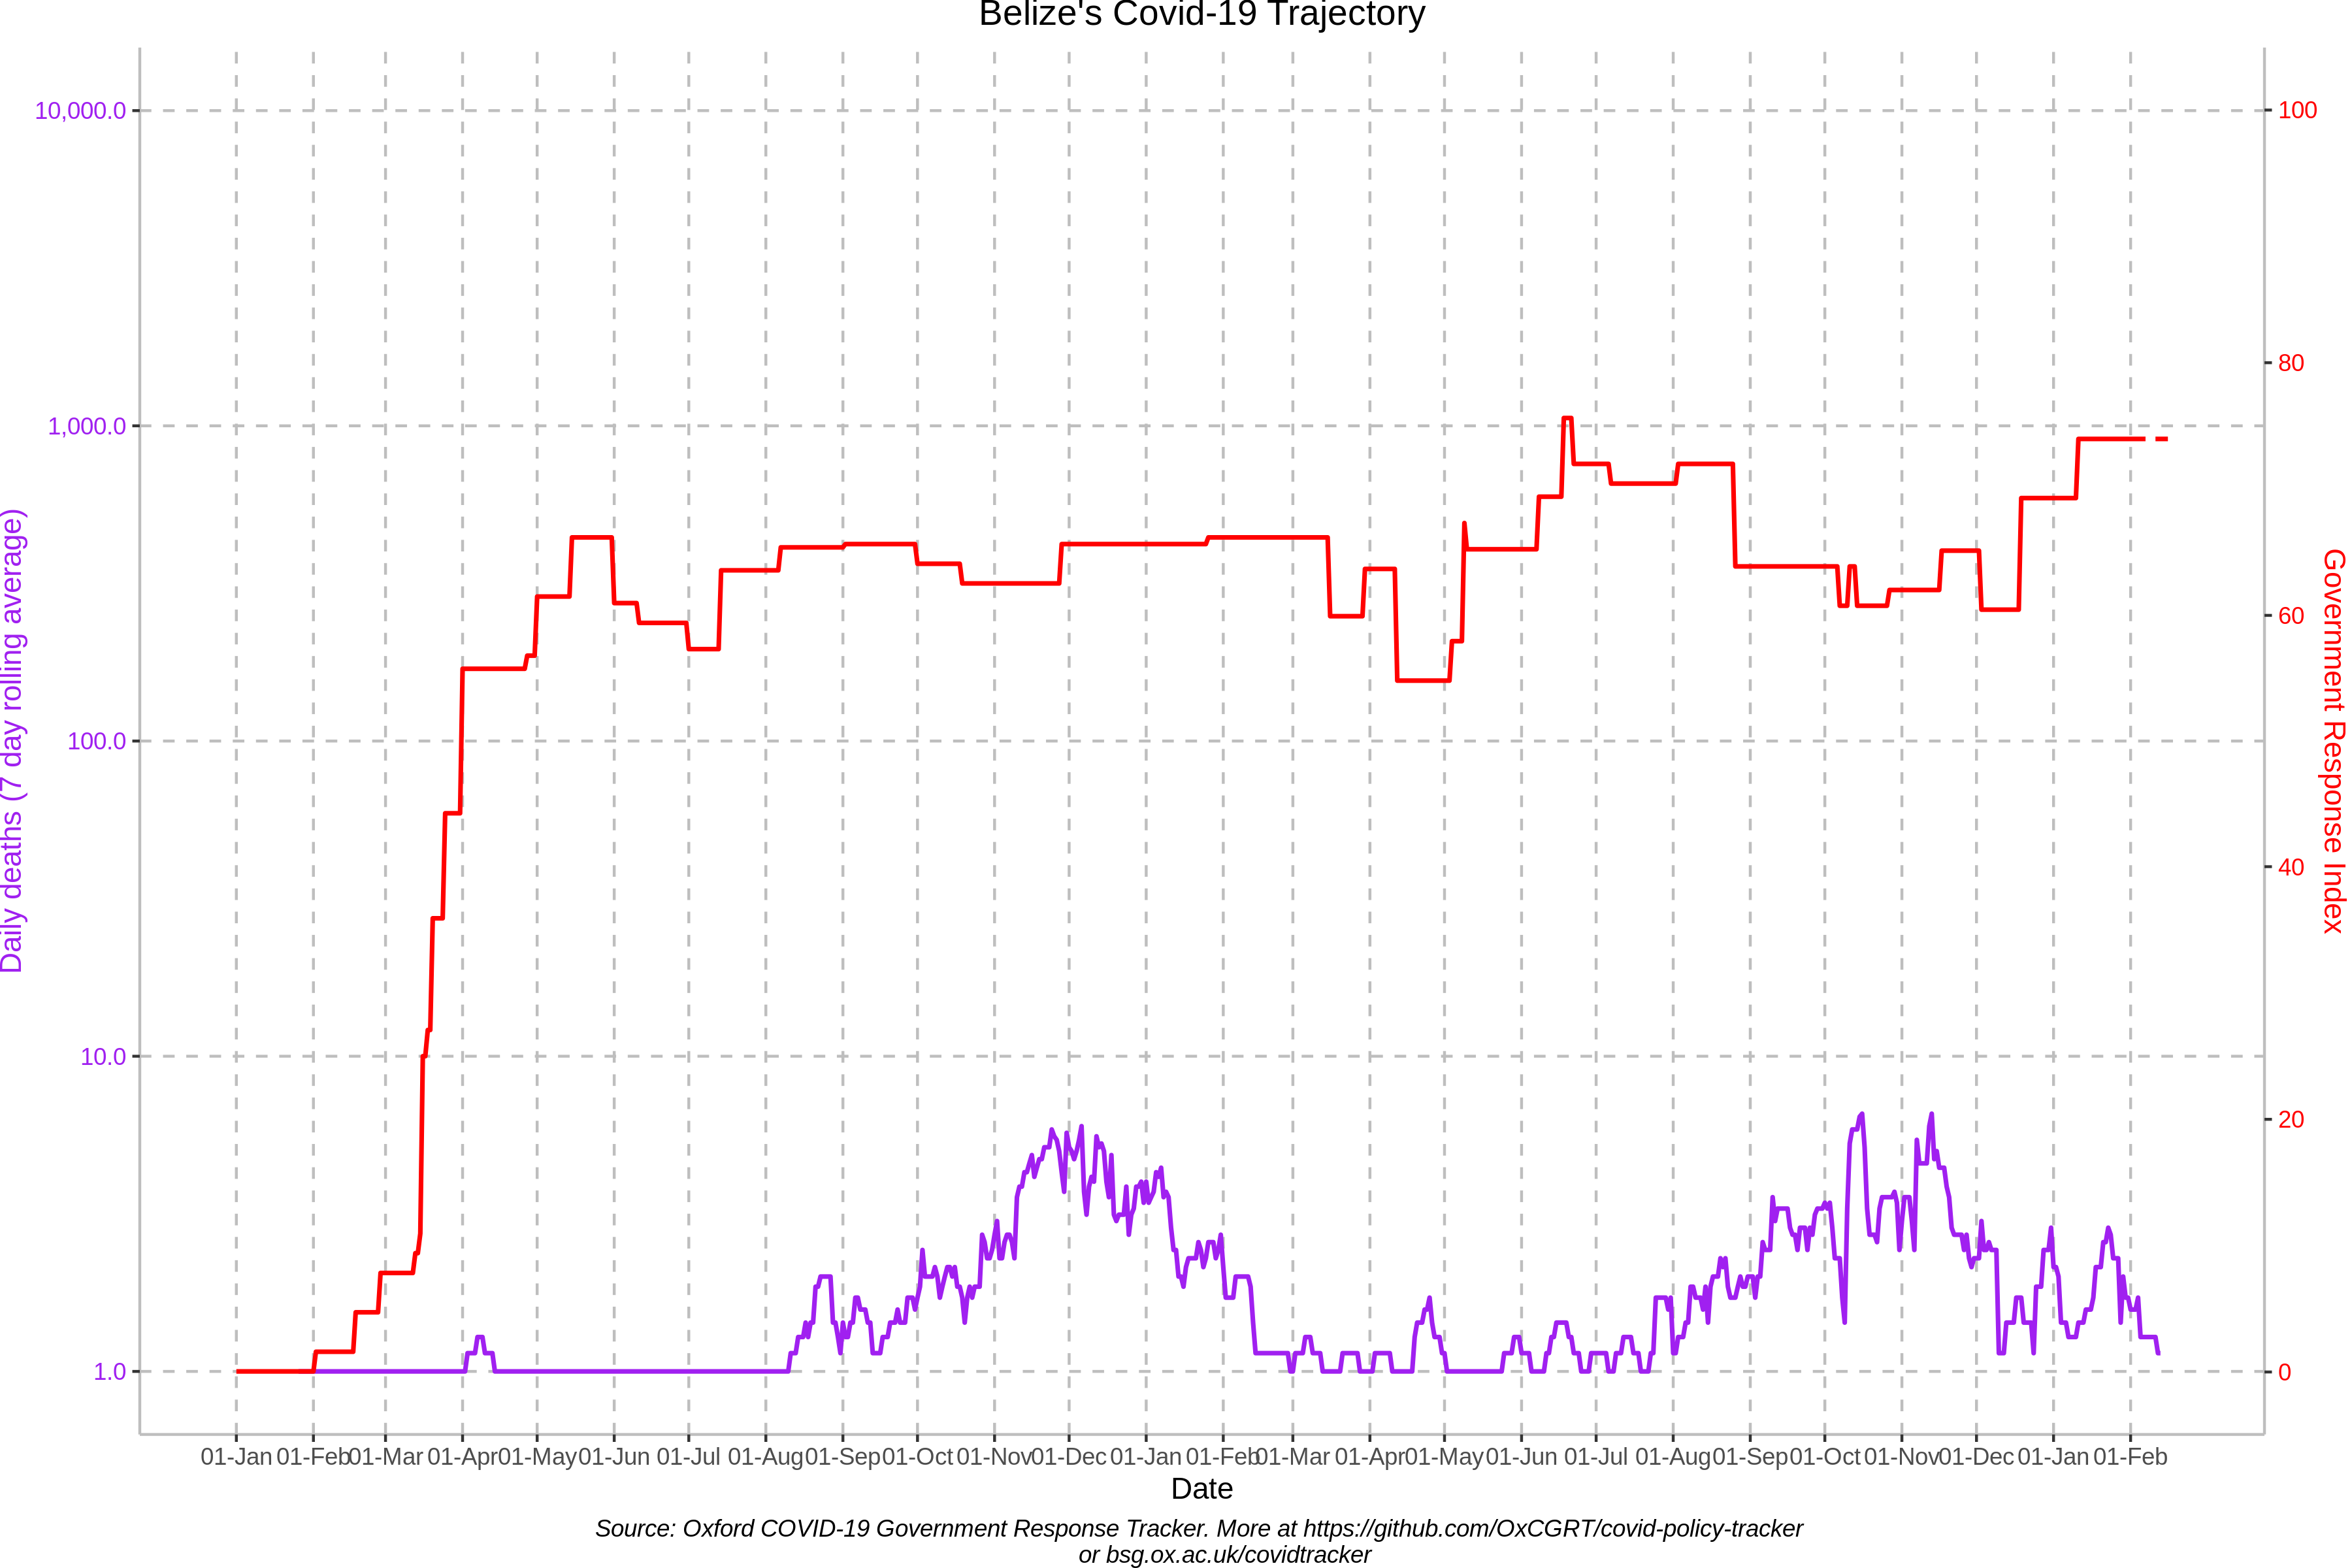 Belize's Covid-19 Trajectory
10,000.0
1,000.0
100.0
10.0
1.0
Daily deaths (7 day rolling average)
100
80
60
40
20
0
Government Response Index
01-Jan 01-Feb 01-Mar 01-Apr 01-May 01-Jun 01-Jul 01-Aug 01-Sep 01-Oct 01-Nov 01-Dec 01-Jan 01-Feb 01-Mar 01-Apr 01-May 01-Jun 01-Jul 01-Aug 01-Sep 01-Oct 01-Nov 01-Dec 01-Jan 01-Feb
Date
Source: Oxford COVID-19 Government Response Tracker. More at https://github.com/OxCGRT/covid-policy-tracker
or bsg.ox.ac.uk/covidtracker